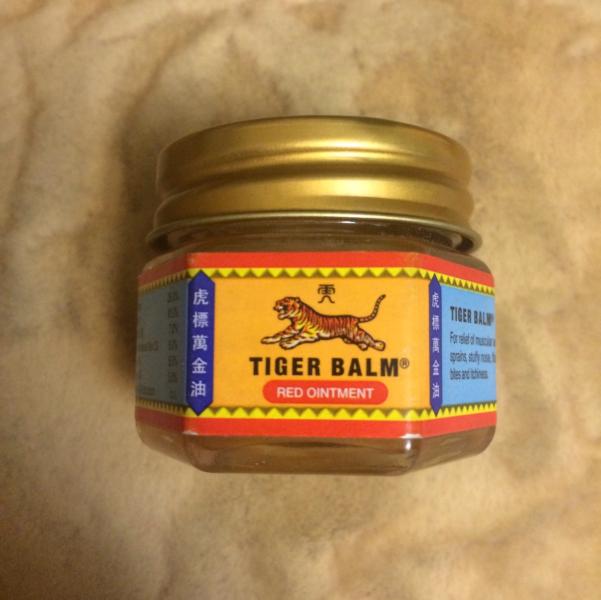 虎標萬金油
TIGER BALM®
RED OINTMENT
虎標萬金油
TIGER BALM
For relief of muscular
sprains, stuffy nose,
bites and itchiness.